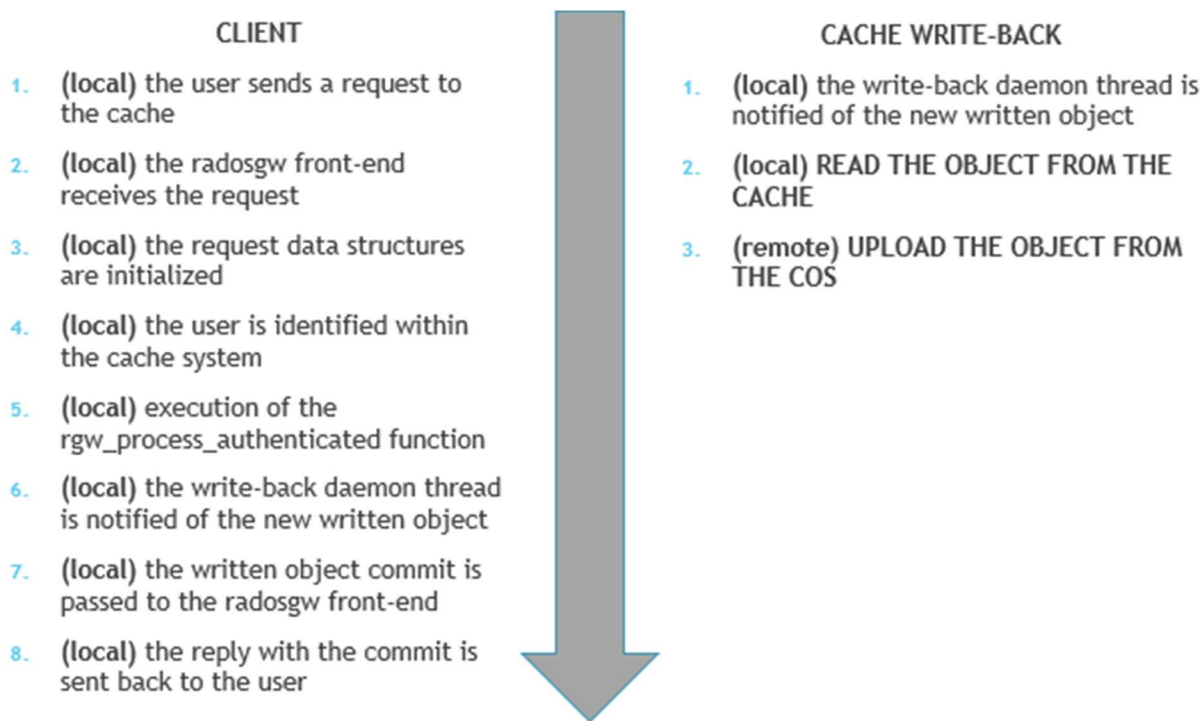 CLIENT
1. (local) the user sends a request to
the cache
2. (local) the radosgw front-end
receives the request
3. (local) the request data structures
are initialized
4. (local) the user is identified within
the cache system
5. (local) execution of the
rgw_process_authenticated function
6. (local) the write-back daemon thread
is notified of the new written object
7. (local) the written object commit is
passed to the radosgw front-end
8. (local) the reply with the commit is
sent back to the user
CACHE WRITE-BACK
1. (local) the write-back daemon thread is
notified of the new written object
2. (local) READ THE OBJECT FROM THE
CACHE
3. (remote) UPLOAD THE OBJECT FROM
THE COS